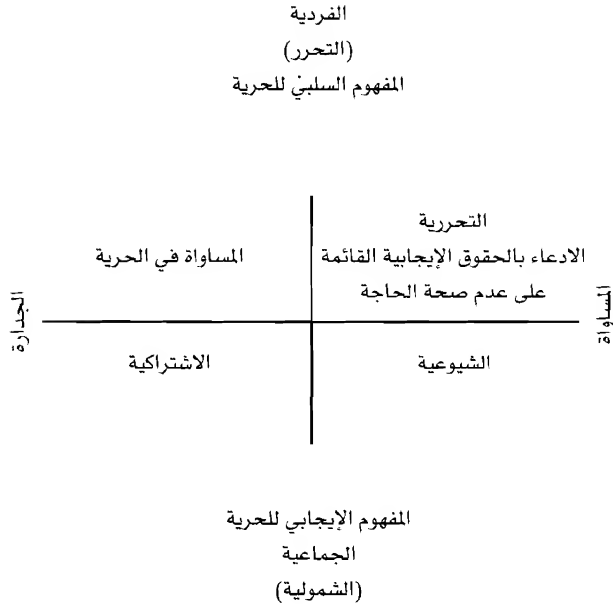 الفردية
(التحرر)
المفهوم السلبيْ للحرية
التحررية
الادعاء بالحقوق الإيجابية القائمة
على عدم صحة الحاجة
المساواة في الحرية
المساواة
الجدارة
الشيوعية
الاشتراكية
المفهوم الإيجابي للحرية
الجماعية
(الشمولية)